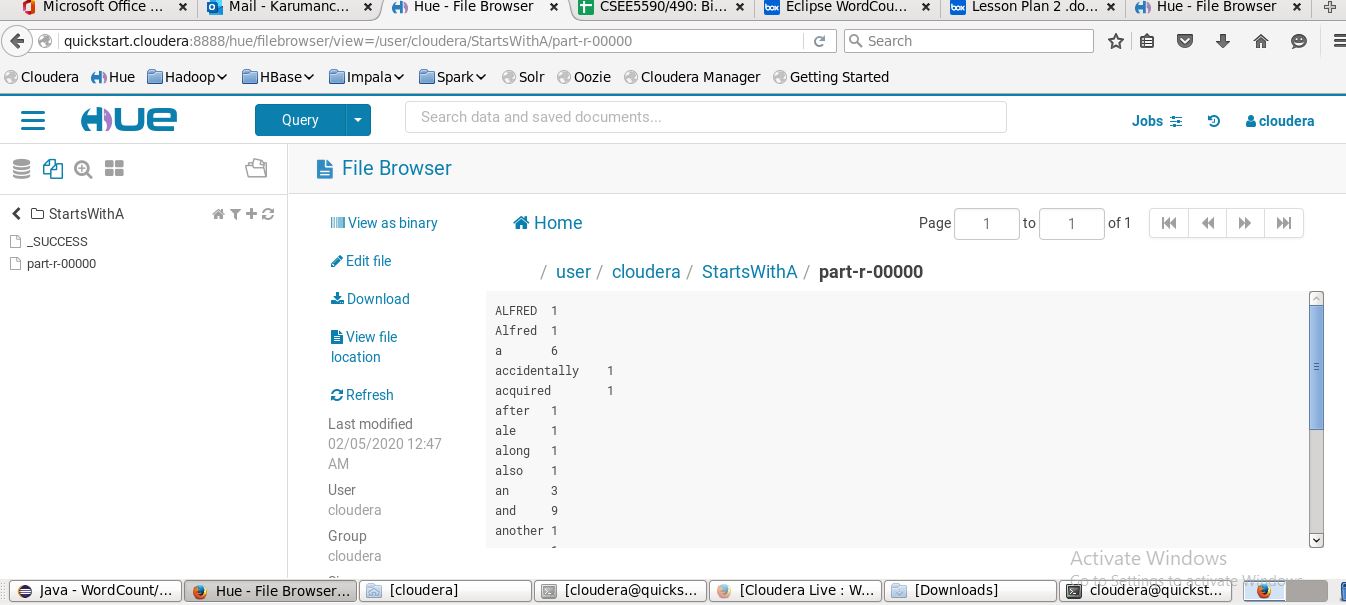 Microsoft Office ... × Mail - Karumanc... × Hue - File Browser × CSEE5590/490: Bi... × Eclipse WordCou... × Lesson Plan 2 .do... × Hue - File Browser ×
quickstart.cloudera:8888/hue/filebrowser/view=/user/cloudera/StartsWithA/part-r-00000 Search
Cloudera Hue Hadoop HBase Impala Spark Solr Oozie Cloudera Manager Getting Started
HUE Query Search data and saved documents... Jobs cloudera
File Browser
StartsWithA
_SUCCESS
part-r-00000
View as binary
Edit file
Download
View file
location
Refresh
Last modified
02/05/2020 12:47
AM
User
cloudera
Group
cloudera
Home Page 1 to 1 of 1
/ user / cloudera / StartsWithA / part-r-00000
ALFRED 1
Alfred 1
a 6
accidentally 1
acquired 1
after 1
ale 1
along 1
also 1
an 3
and 9
another 1
Activate Windows
Go to Settings to activate Windows.
Java - WordCount/... Hue - File Browser... [cloudera] [cloudera@quicks... [Cloudera Live : W... [Downloads] cloudera@quickst...